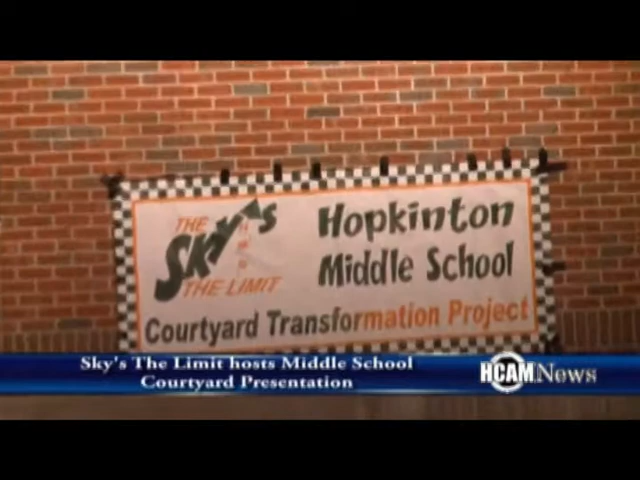 THE
SKY'S
THE LIMIT
Hopkinton
Middle School
Courtyard Transformation Project
Sky's The Limit hosts Middle School
Courtyard Presentation
HCAM News